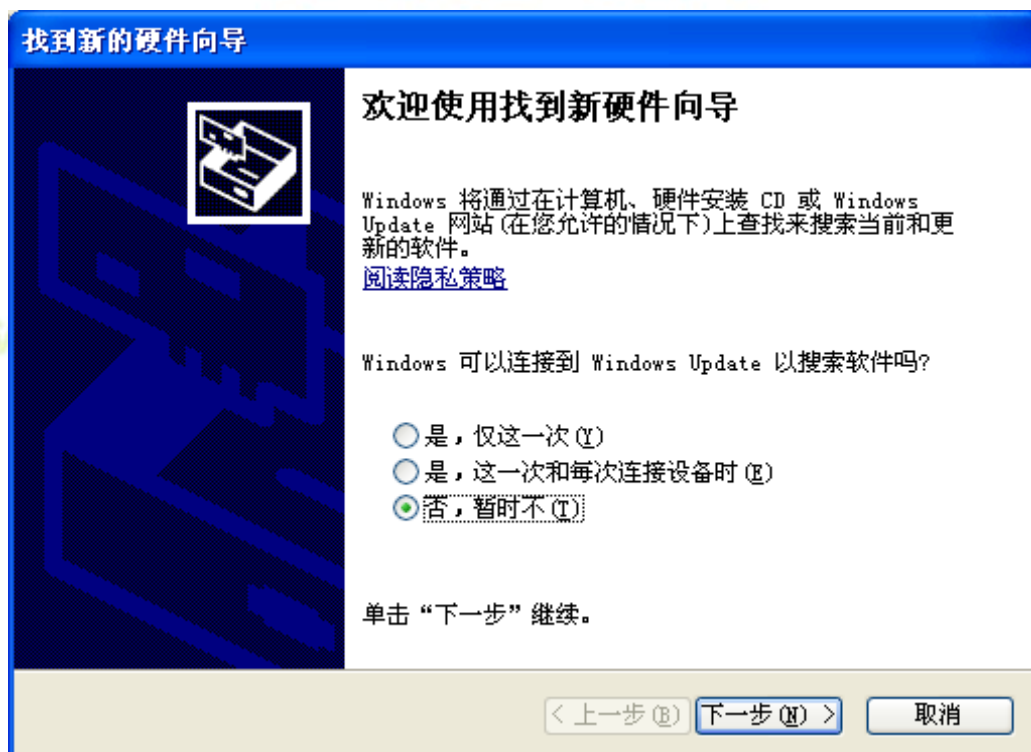 找到新的硬件向导
欢迎使用找到新硬件向导
Windows 将通过在计算机、硬件安装 CD 或 Windows
Update 网站(在您允许的情况下)上查找来搜索当前和更
新的软件。
阅读隐私策略
Windows 可以连接到 Windows Update 以搜索软件吗?
是，仅这一次(Y)
是，这一次和每次连接设备时(E)
否，暂时不(T)
单击“下一步”继续。
< 上一步(B) 下一步(N) > 取消